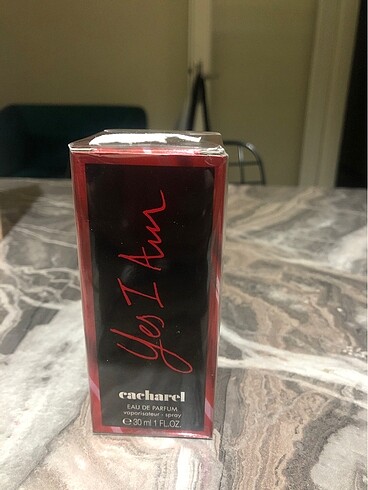 Yes I Am
cacharel
EAU DE PARFUM
vaporisateur - spray
℮ 30 ml 1 FL.OZ.